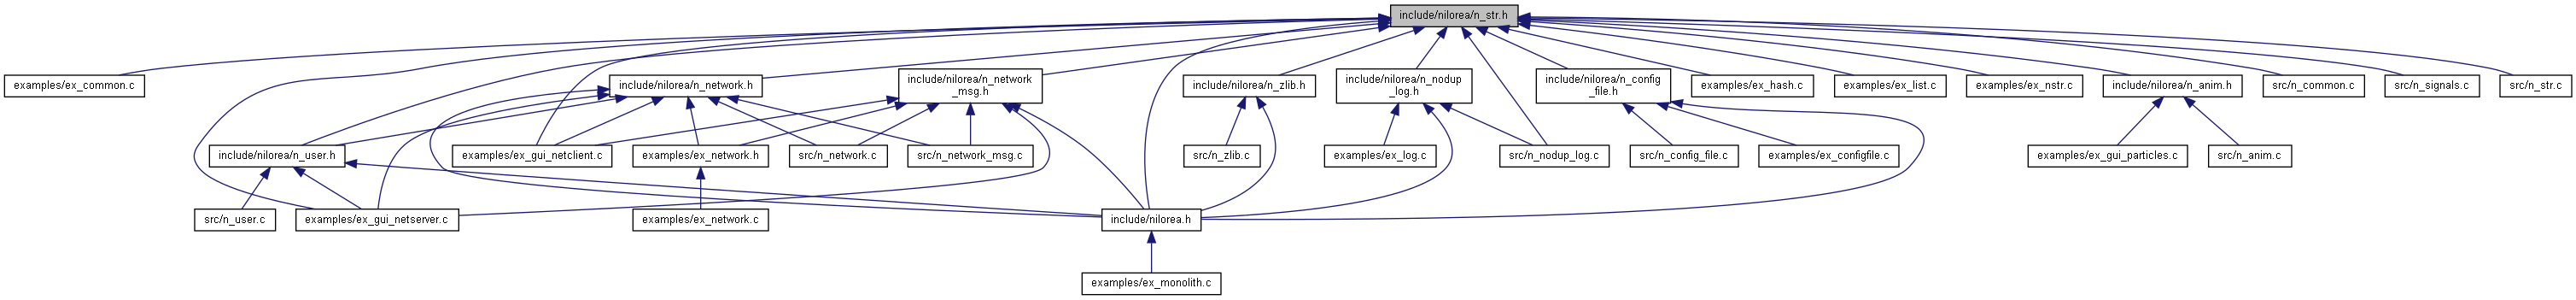 include/nilorea/n_str.h
examples/ex_common.c
include/nilorea/n_network.h
include/nilorea/n_network
_msg.h
include/nilorea/n_zlib.h
include/nilorea/n_nodup
_log.h
include/nilorea/n_config
_file.h
examples/ex_hash.c
examples/ex_list.c
examples/ex_nstr.c
include/nilorea/n_anim.h
src/n_common.c
src/n_signals.c
src/n_str.c
include/nilorea/n_user.h
examples/ex_gui_netclient.c
examples/ex_network.h
src/n_network.c
src/n_network_msg.c
src/n_zlib.c
examples/ex_log.c
src/n_nodup_log.c
src/n_config_file.c
examples/ex_configfile.c
examples/ex_gui_particles.c
src/n_anim.c
src/n_user.c
examples/ex_gui_netserver.c
examples/ex_network.c
include/nilorea.h
examples/ex_monolith.c